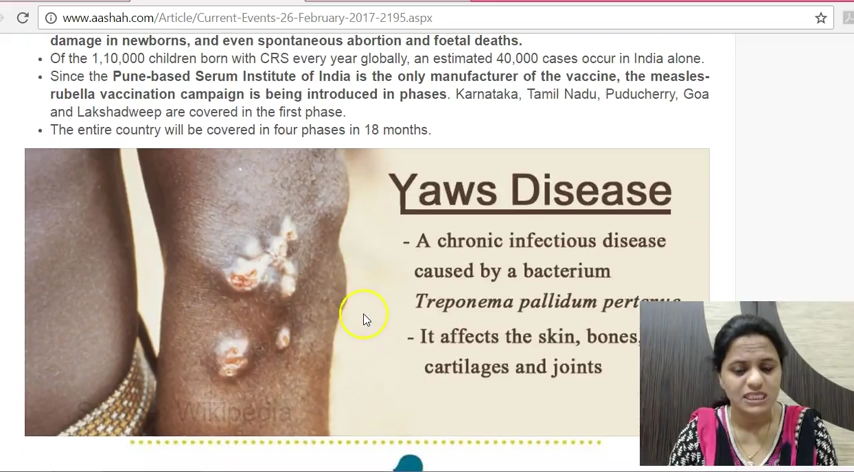 www.aashah.com/Article/Current-Events-26-February-2017-2195.aspx
damage in newborns, and even spontaneous abortion and foetal deaths.
• Of the 1,10,000 children born with CRS every year globally, an estimated 40,000 cases occur in India alone.
• Since the Pune-based Serum Institute of India is the only manufacturer of the vaccine, the measles-
rubella vaccination campaign is being introduced in phases. Karnataka, Tamil Nadu, Puducherry, Goa
and Lakshadweep are covered in the first phase.
• The entire country will be covered in four phases in 18 months.
Yaws Disease
- A chronic infectious disease
caused by a bacterium
Treponema pallidum
- It affects the skin, bones,
cartilages and joints
Wikipedia